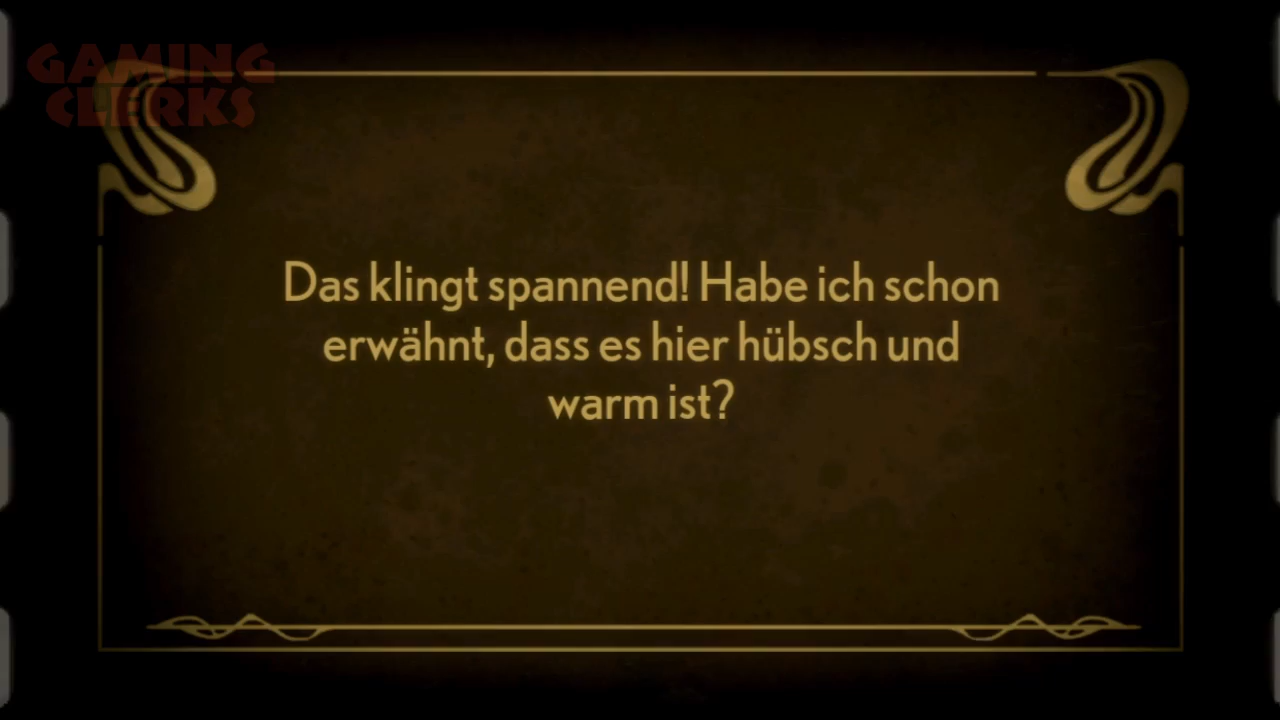 GAMING
CLERKS
Das klingt spannend! Habe ich schon
erwähnt, dass es hier hübsch und
warm ist?